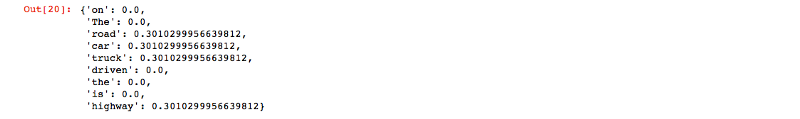 Out[20]: {'on': 0.0,
'The': 0.0,
'road': 0.3010299956639812,
'car': 0.3010299956639812,
'truck': 0.3010299956639812,
'driven': 0.0,
'the': 0.0,
'is': 0.0,
'highway': 0.3010299956639812}